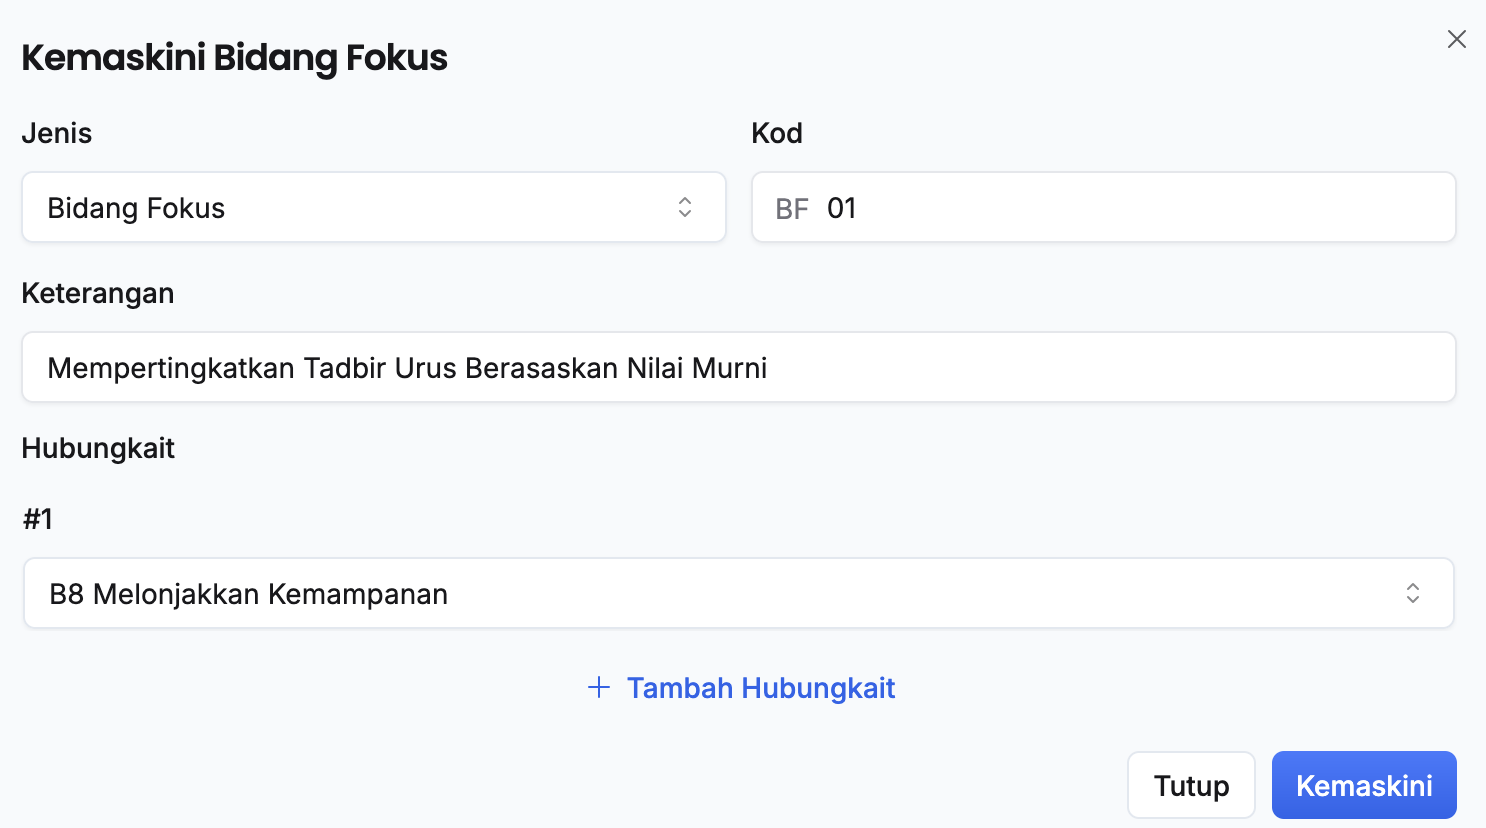 Kemaskini Bidang Fokus
Jenis
Kod
Bidang Fokus
BF 01
Keterangan
Mempertingkatkan Tadbir Urus Berasaskan Nilai Murni
Hubungkait
#1
B8 Melonjakkan Kemampanan
+ Tambah Hubungkait
Tutup
Kemaskini